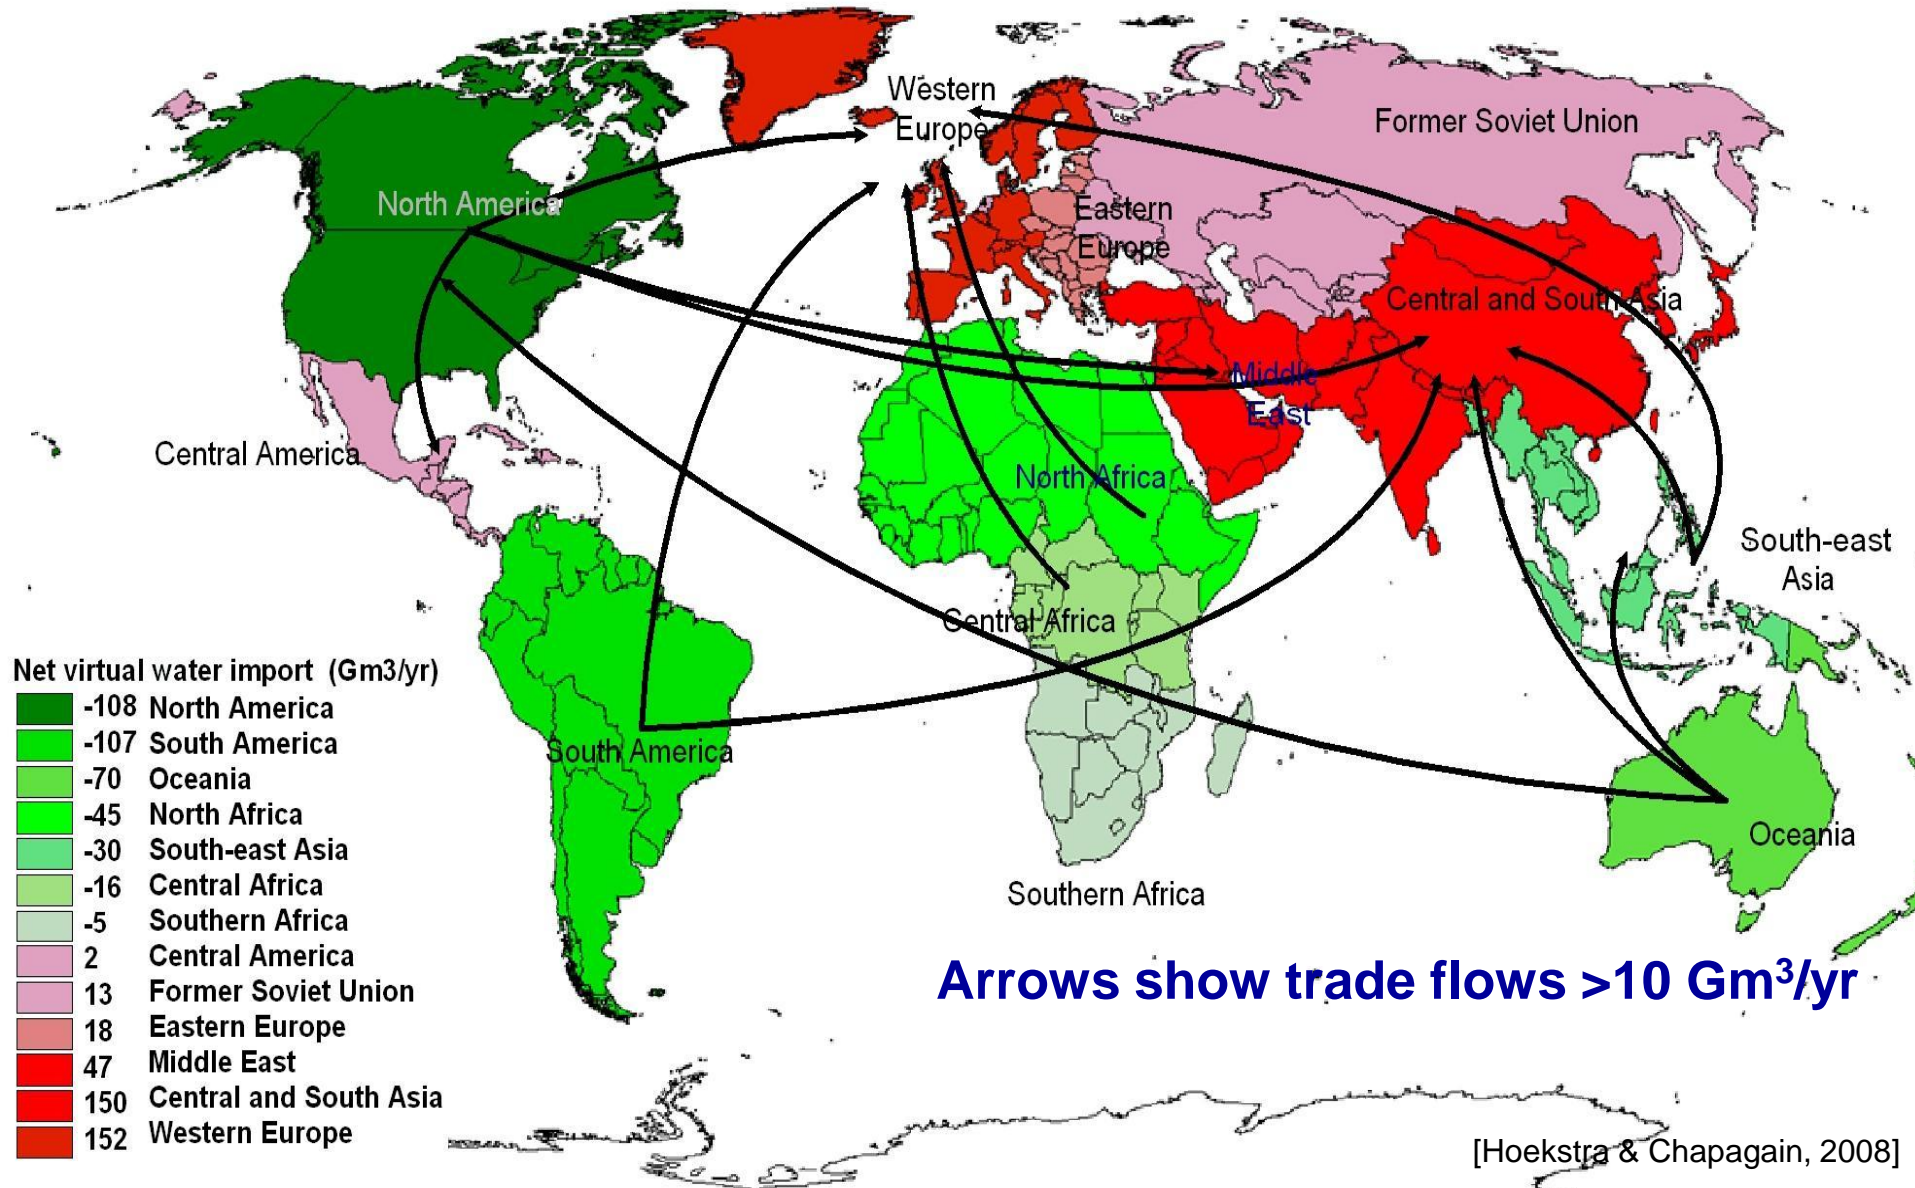 Western
Europe
Former Soviet Union
North America
Eastern
Europe
Central and South Asia
Middle
East
Central America
North Africa
South-east
Asia
Central Africa
South America
Oceania
Southern Africa
Net virtual water import (Gm3/yr)
-108 North America
-107 South America
-70 Oceania
-45 North Africa
-30 South-east Asia
-16 Central Africa
-5 Southern Africa
2 Central America
13 Former Soviet Union
18 Eastern Europe
47 Middle East
150 Central and South Asia
152 Western Europe
Arrows show trade flows >10 Gm³/yr
[Hoekstra & Chapagain, 2008]